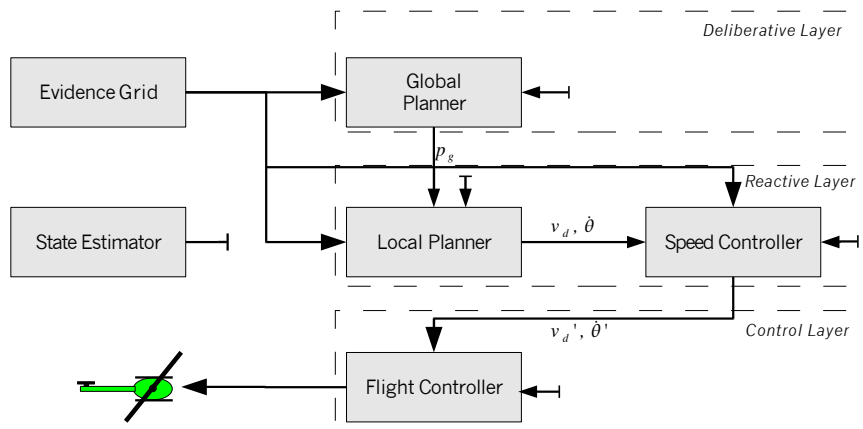 Deliberative Layer
Evidence Grid
Global
Planner
p_g
Reactive Layer
State Estimator
Local Planner
v_d , θ̇
Speed Controller
Control Layer
v_d ' , θ̇ '
Flight Controller